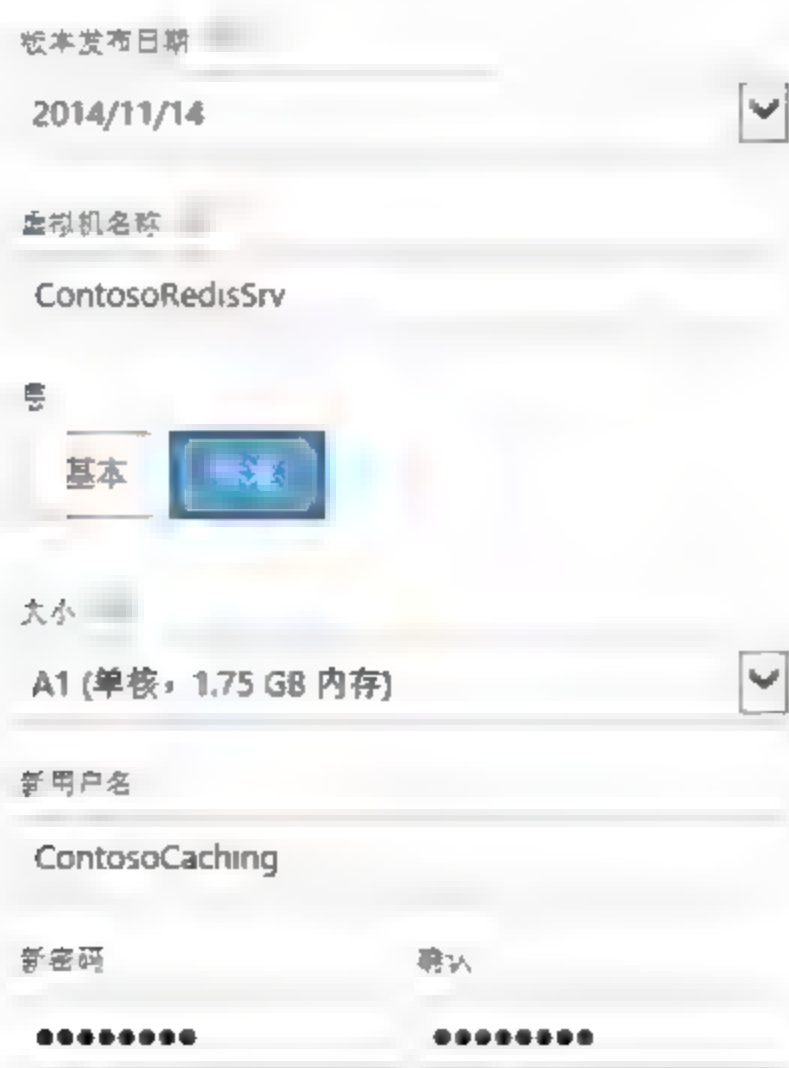 版本发布日期
2014/11/14
虚拟机名称
ContosoRedisSrv
基本
大小
A1 (单核，1.75 GB 内存)
新用户名
ContosoCaching
新密码 确认
●●●●●●●● ●●●●●●●●